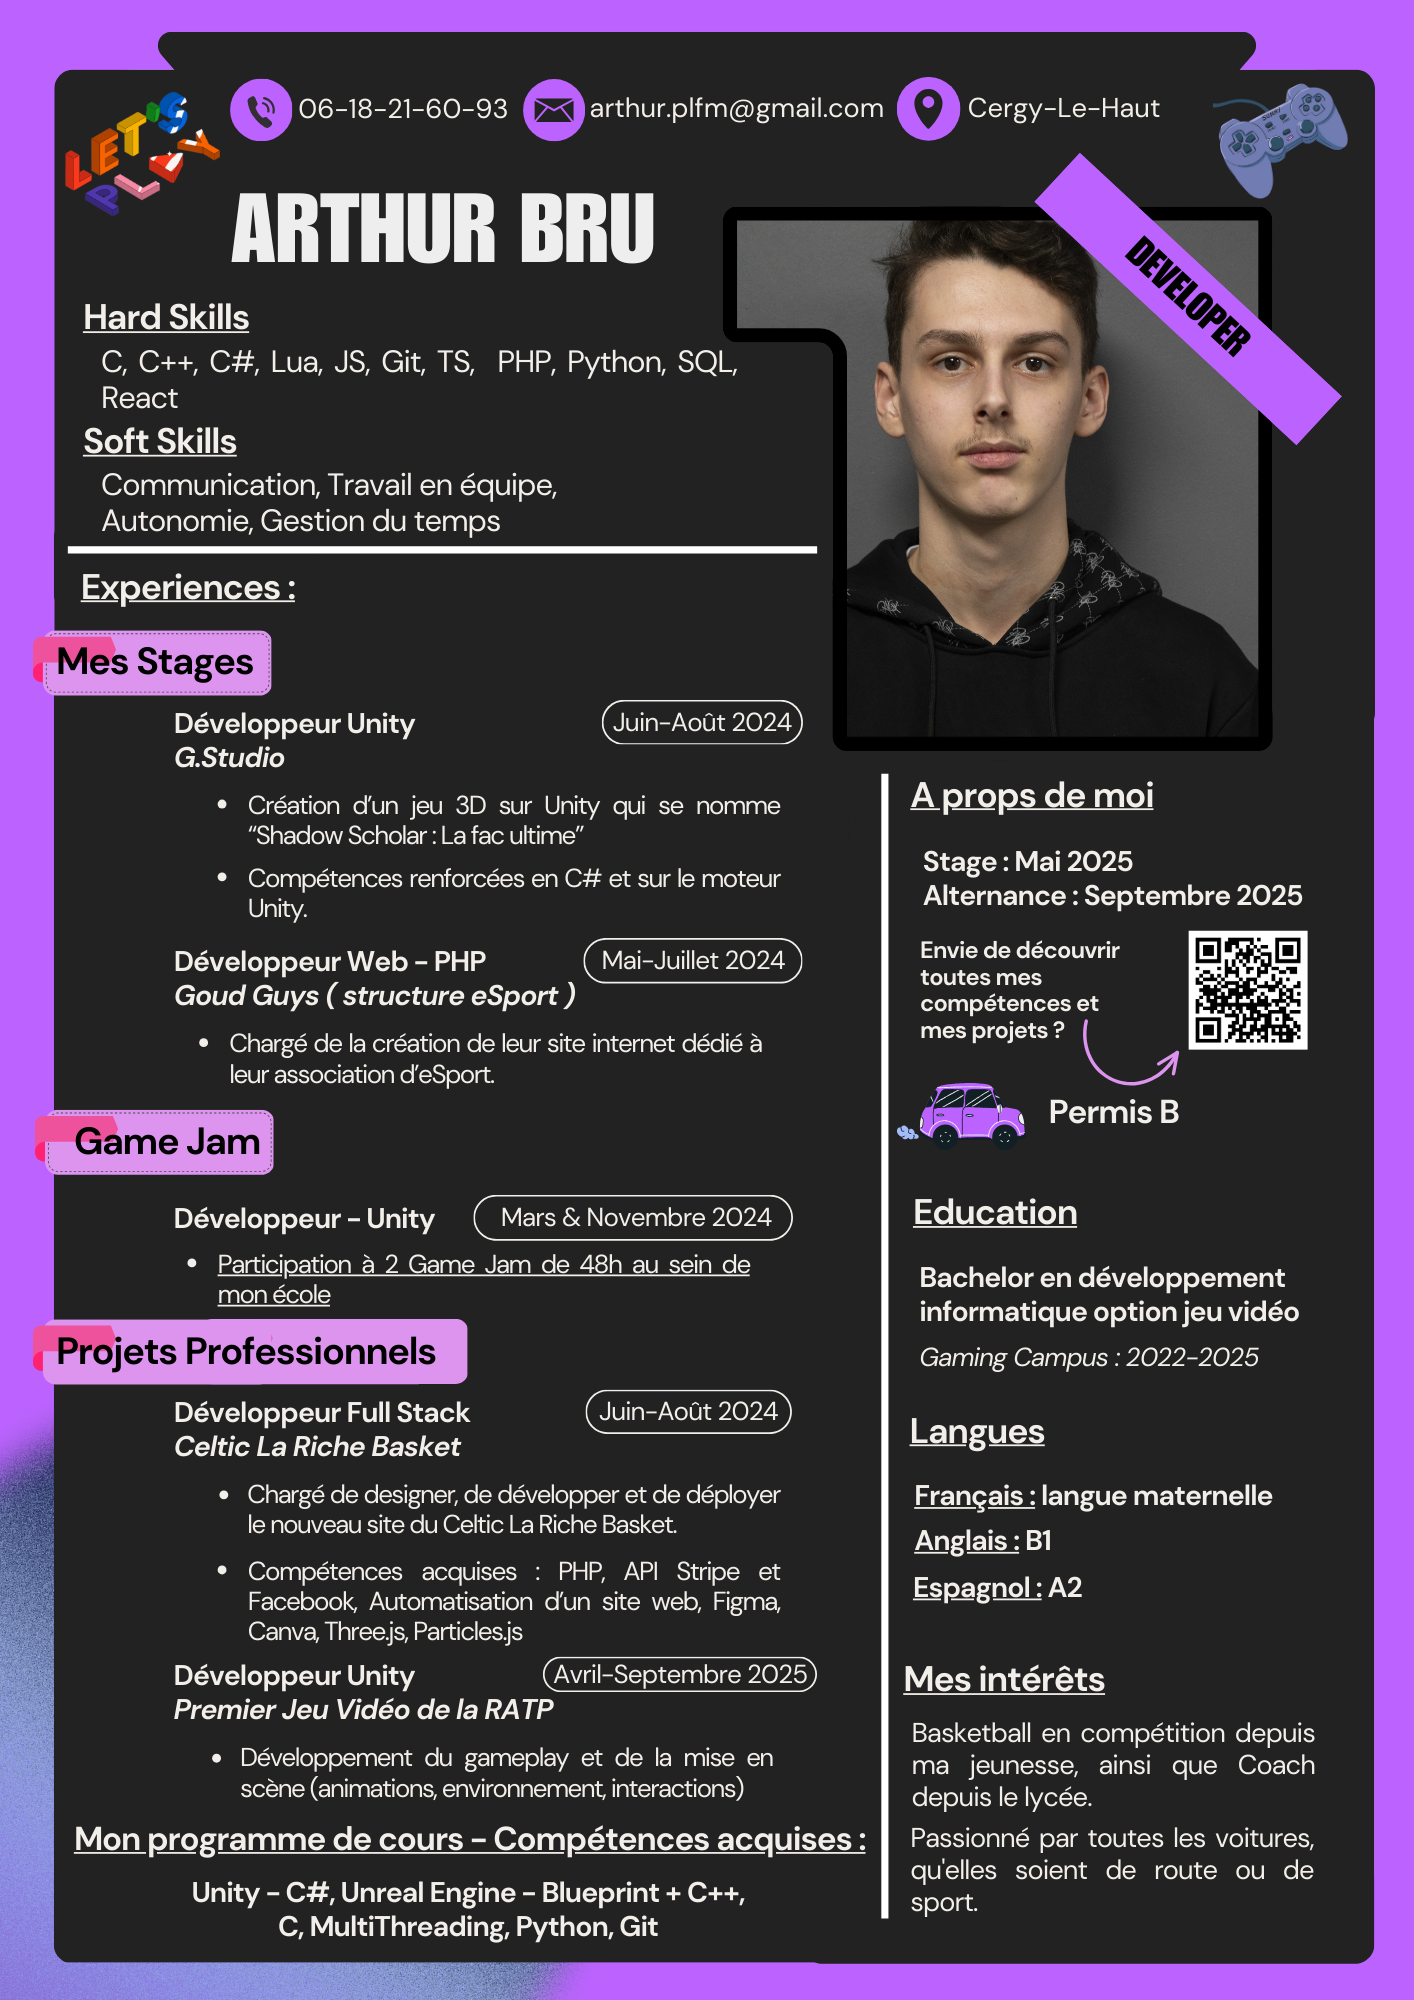 LET'S
PLAY
06-18-21-60-93
arthur.plfm@gmail.com
Cergy-Le-Haut
ARTHUR BRU
DEVELOPER
Hard Skills
C, C++, C#, Lua, JS, Git, TS, PHP, Python, SQL,
React
Soft Skills
Communication, Travail en équipe,
Autonomie, Gestion du temps
Experiences :
Mes Stages
Développeur Unity
Juin-Août 2024
G.Studio
• Création d'un jeu 3D sur Unity qui se nomme
“Shadow Scholar : La fac ultime”
• Compétences renforcées en C# et sur le moteur
Unity.
Développeur Web - PHP
Mai-Juillet 2024
Goud Guys ( structure eSport )
• Chargé de la création de leur site internet dédié à
leur association d'eSport.
Game Jam
Développeur - Unity
Mars & Novembre 2024
• Participation à 2 Game Jam de 48h au sein de
mon école
Projets Professionnels
Développeur Full Stack
Juin-Août 2024
Celtic La Riche Basket
• Chargé de designer, de développer et de déployer
le nouveau site du Celtic La Riche Basket.
• Compétences acquises : PHP, API Stripe et
Facebook, Automatisation d'un site web, Figma,
Canva, Three.js, Particles.js
Développeur Unity
Avril-Septembre 2025
Premier Jeu Vidéo de la RATP
• Développement du gameplay et de la mise en
scène (animations, environnement, interactions)
Mon programme de cours - Compétences acquises :
Unity - C#, Unreal Engine - Blueprint + C++,
C, MultiThreading, Python, Git
A props de moi
Stage : Mai 2025
Alternance : Septembre 2025
Envie de découvrir
toutes mes
compétences et
mes projets ?
Permis B
Education
Bachelor en développement
informatique option jeu vidéo
Gaming Campus : 2022-2025
Langues
Français : langue maternelle
Anglais : B1
Espagnol : A2
Mes intérêts
Basketball en compétition depuis
ma jeunesse, ainsi que Coach
depuis le lycée.
Passionné par toutes les voitures,
qu'elles soient de route ou de
sport.